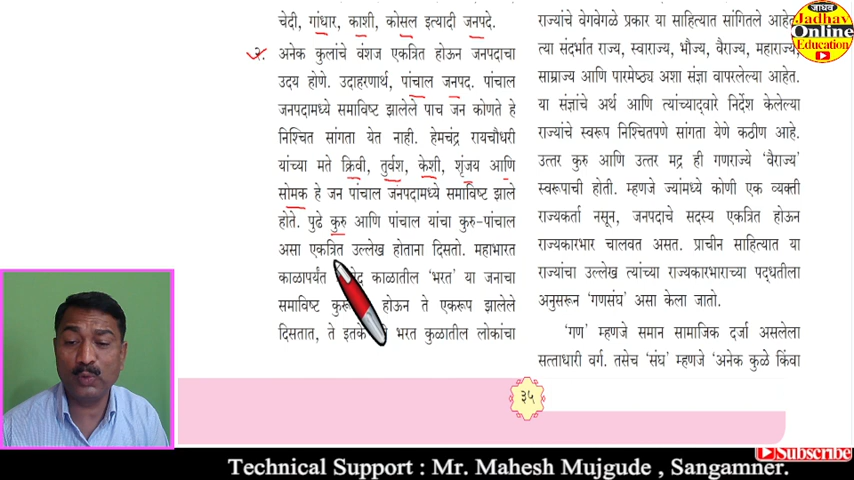 चेदी, गांधार, काशी, कोसल इत्यादी जनपदे.
२. अनेक कुलांचे वंशज एकत्रित होऊन जनपदाचा
उदय होणे. उदाहरणार्थ, पांचाल जनपद. पांचाल
जनपदामध्ये समाविष्ट झालेले पाच जन कोणते हे
निश्चित सांगता येत नाही. हेमचंद्र रायचौधरी
यांच्या मते क्रिवी, तुर्वश, केशी, शृंजय आणि
सोमक हे जन पांचाल जनपदामध्ये समाविष्ट झाले
होते. पुढे कुरु आणि पांचाल यांचा कुरु-पांचाल
असा एकत्रित उल्लेख होताना दिसतो. महाभारत
काळापर्यंत काळातील ‘भरत’ या जनाचा
समाविष्ट होऊन ते एकरूप झालेले
दिसतात, ते इतके भरत कुळातील लोकांचा
राज्यांचे वेगवेगळे प्रकार या साहित्यात सांगितले आहेत.
त्या संदर्भात राज्य, स्वाराज्य, भौज्य, वैराज्य, महाराज्य,
साम्राज्य आणि पारमेष्ठ्य अशा संज्ञा वापरलेल्या आहेत.
या संज्ञांचे अर्थ आणि त्यांच्याद्वारे निर्देश केलेल्या
राज्यांचे स्वरूप निश्चितपणे सांगता येणे कठीण आहे.
उत्तर कुरु आणि उत्तर मद्र ही गणराज्ये ‘वैराज्य’
स्वरूपाची होती. म्हणजे ज्यांमध्ये कोणी एक व्यक्ती
राज्यकर्ता नसून, जनपदाचे सदस्य एकत्रित होऊन
राज्यकारभार चालवत असत. प्राचीन साहित्यात या
राज्यांचा उल्लेख त्यांच्या राज्यकारभाराच्या पद्धतीला
अनुसरून ‘गणसंघ’ असा केला जातो.
‘गण’ म्हणजे समान सामाजिक दर्जा असलेला
सत्ताधारी वर्ग. तसेच ‘संघ’ म्हणजे ‘अनेक कुळे किंवा
३५
जाधव
Jadhav
Online
Education
Subscribe
Technical Support : Mr. Mahesh Mujgude , Sangamner.